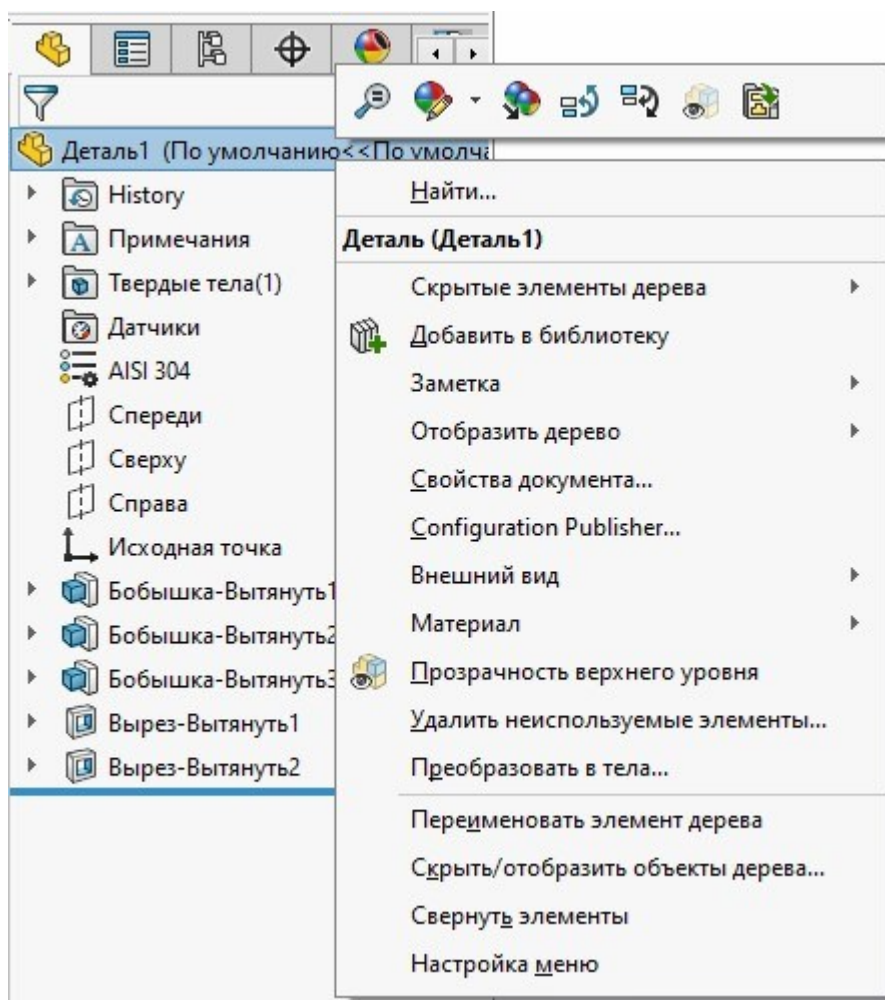 Деталь1 (По умолчанию<<По умолча
History
Примечания
Твердые тела(1)
Датчики
AISI 304
Спереди
Сверху
Справа
Исходная точка
Бобышка-Вытянуть1
Бобышка-Вытянуть2
Бобышка-Вытянуть3
Вырез-Вытянуть1
Вырез-Вытянуть2
Найти...
Деталь (Деталь1)
Скрытые элементы дерева
Добавить в библиотеку
Заметка
Отобразить дерево
Свойства документа...
Configuration Publisher...
Внешний вид
Материал
Прозрачность верхнего уровня
Удалить неиспользуемые элементы...
Преобразовать в тела...
Переименовать элемент дерева
Скрыть/отобразить объекты дерева...
Свернуть элементы
Настройка меню